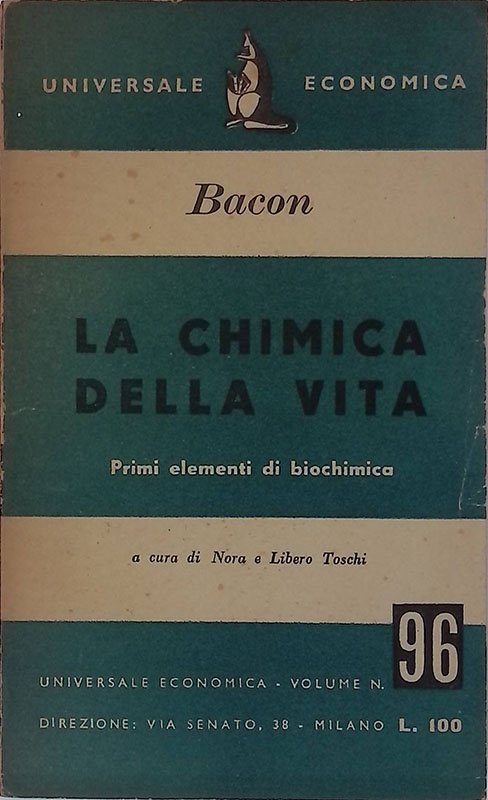 UNIVERSALE ECONOMICA
Bacon
LA CHIMICA
DELLA VITA
Primi elementi di biochimica
a cura di Nora e Libero Toschi
96
UNIVERSALE ECONOMICA - VOLUME N.
DIREZIONE: VIA SENATO, 38 - MILANO L. 100